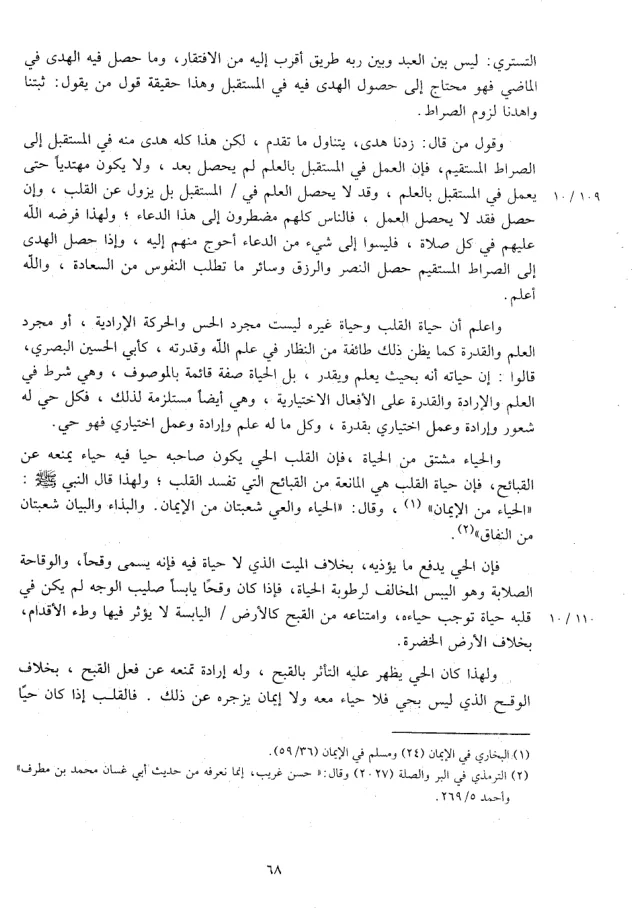 التستري: ليس بين العبد وبين ربه طريق أقرب إليه من الافتقار، وما حصل فيه الهدى في
الماضي فهو محتاج إلى حصول الهدى فيه في المستقبل وهذا حقيقة قول من يقول: ثبتنا
واهدنا لزوم الصراط.
وقول من قال: زدنا هدى، يتناول ما تقدم ، لكن هذا كله هدى منه في المستقبل إلى
الصراط المستقيم، فإن العمل في المستقبل بالعلم لم يحصل بعد ، ولا يكون مهتدياً حتى
يعمل في المستقبل بالعلم ، وقد لا يحصل العلم في / المستقبل بل يزول عن القلب ، وإن
١٠/١٠٩
حصل فقد لا يحصل العمل ، فالناس كلهم مضطرون إلى هذا الدعاء ؛ ولهذا فرضه الله
عليهم في كل صلاة ، فليسوا إلى شيء من الدعاء أحوج منهم إليه ، وإذا حصل الهدى
إلى الصراط المستقيم حصل النصر والرزق وسائر ما تطلب النفوس من السعادة ، والله
أعلم.
واعلم أن حياة القلب وحياة غيره ليست مجرد الحس والحركة الإرادية ، أو مجرد
العلم والقدرة كما يظن ذلك طائفة من النظار في علم الله وقدرته ، كأبي الحسين البصري،
قالوا : إن حياته أنه بحيث يعلم ويقدر ، بل الحياة صفة قائمة بالموصوف ، وهي شرط في
العلم والإرادة والقدرة على الأفعال الاختيارية ، وهي أيضاً مستلزمة لذلك ، فكل حي له
شعور وإرادة وعمل اختياري بقدرة ، وكل ما له علم وإرادة وعمل اختياري فهو حي.
والحياء مشتق من الحياة ،فإن القلب الحي يكون صاحبه حيا فيه حياء يمنعه عن
القبائح، فإن حياة القلب هي المانعة من القبائح التي تفسد القلب ؛ ولهذا قال النبي ﷺ :
«الحياء من الإيمان» (١) ، وقال: «الحياء والعي شعبتان من الإيمان. والبذاء والبيان شعبتان
من النفاق»(٢).
فإن الحي يدفع ما يؤذيه، بخلاف الميت الذي لا حياة فيه فإنه يسمى وقحاً، والوقاحة
الصلابة وهو اليبس المخالف لرطوبة الحياة، فإذا كان وقحًا يابساً صليب الوجه لم يكن في
قلبه حياة توجب حياءه، وامتناعه من القبح كالأرض / اليابسة لا يؤثر فيها وطء الأقدام،
١٠/١١٠
بخلاف الأرض الخضرة.
ولهذا كان الحي يظهر عليه التأثر بالقبح ، وله إرادة تمنعه عن فعل القبح ، بخلاف
الوقح الذي ليس بحي فلا حياء معه ولا إيمان يزجره عن ذلك . فالقلب إذا كان حيًا
(١) البخاري في الإيمان (٢٤) ومسلم في الإيمان (٥٩/٣٦).
(٢) الترمذي في البر والصلة (٢٠٢٧) وقال: « حسن غريب، إنما نعرفه من حديث أبي غسان محمد بن مطرف»
وأحمد ٢٦٩/٥.
٦٨